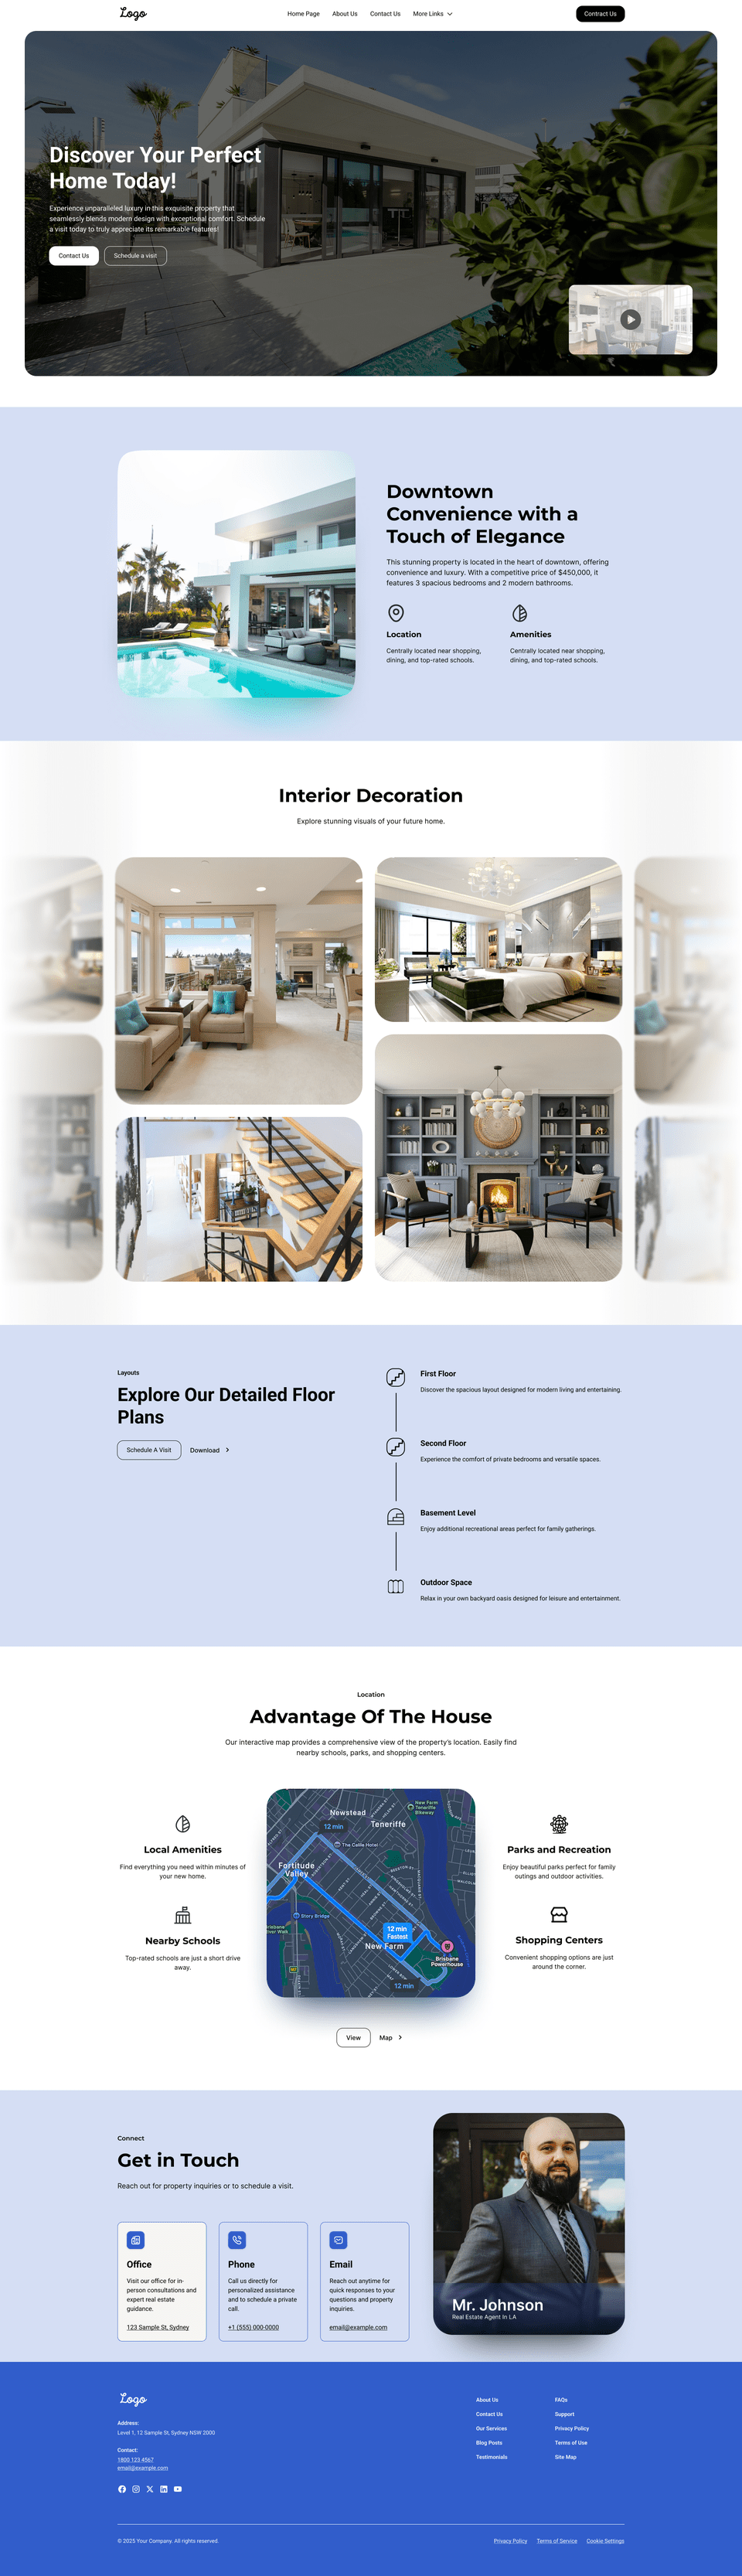 Logo
Home Page
About Us
Contact Us
More Links
Contract Us
Discover Your Perfect
Home Today!
Experience unparalleled luxury in this exquisite property that
seamlessly blends modern design with exceptional comfort. Schedule
a visit today to truly appreciate its remarkable features!
Contact Us
Schedule a visit
Downtown
Convenience with a
Touch of Elegance
This stunning property is located in the heart of downtown, offering
convenience and luxury. With a competitive price of $450,000, it
features 3 spacious bedrooms and 2 modern bathrooms.
Location
Centrally located near shopping,
dining, and top-rated schools.
Amenities
Centrally located near shopping,
dining, and top-rated schools.
Interior Decoration
Explore stunning visuals of your future home.
Layouts
Explore Our Detailed Floor
Plans
Schedule A Visit
Download
First Floor
Discover the spacious layout designed for modern living and entertaining.
Second Floor
Experience the comfort of private bedrooms and versatile spaces.
Basement Level
Enjoy additional recreational areas perfect for family gatherings.
Outdoor Space
Relax in your own backyard oasis designed for leisure and entertainment.
Location
Advantage Of The House
Our interactive map provides a comprehensive view of the property's location. Easily find
nearby schools, parks, and shopping centers.
Local Amenities
Find everything you need within minutes of
your new home.
Nearby Schools
Top-rated schools are just a short drive
away.
Newstead
12 min
Teneriffe
New Farm
Teneriffe
Bikeway
The Calile Hotel
Fortitude
Valley
Story Bridge
12 min
Fastest
New Farm
Brisbane
Powerhouse
12 min
M7
Parks and Recreation
Enjoy beautiful parks perfect for family
outings and outdoor activities.
Shopping Centers
Convenient shopping options are just
around the corner.
View
Map
Connect
Get in Touch
Reach out for property inquiries or to schedule a visit.
Office
Visit our office for in-
person consultations and
expert real estate
guidance.
123 Sample St, Sydney
Phone
Call us directly for
personalized assistance
and to schedule a private
call.
+1 (555) 000-0000
Email
Reach out anytime for
quick responses to your
questions and property
inquiries.
email@example.com
Mr. Johnson
Real Estate Agent In LA
Logo
Address:
Level 1, 12 Sample St, Sydney NSW 2000
Contact:
1800 123 4567
email@example.com
About Us
Contact Us
Our Services
Blog Posts
Testimonials
FAQs
Support
Privacy Policy
Terms of Use
Site Map
© 2025 Your Company. All rights reserved.
Privacy Policy
Terms of Service
Cookie Settings